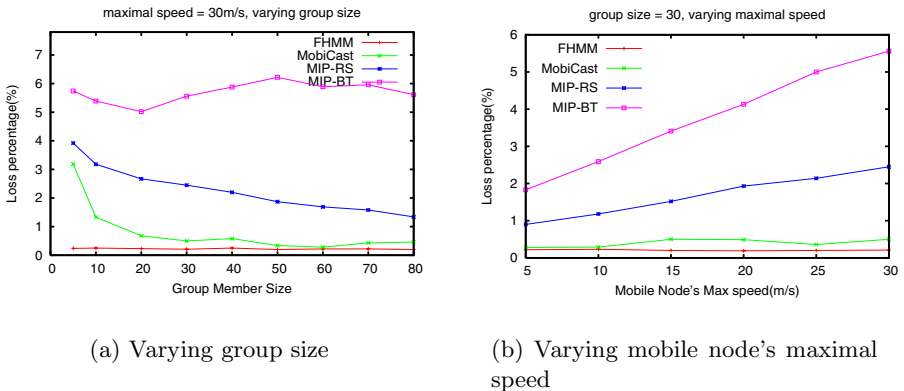 maximal speed = 30m/s, varying group size
FHMM
MobiCast
MIP-RS
MIP-BT
Loss percentage(%)
7
6
5
4
3
2
1
0
0 10 20 30 40 50 60 70 80
Group Member Size
(a) Varying group size
group size = 30, varying maximal speed
FHMM
MobiCast
MIP-RS
MIP-BT
Loss percentage(%)
6
5
4
3
2
1
0
5 10 15 20 25 30
Mobile Node's Max speed(m/s)
(b) Varying mobile node's maximal
speed